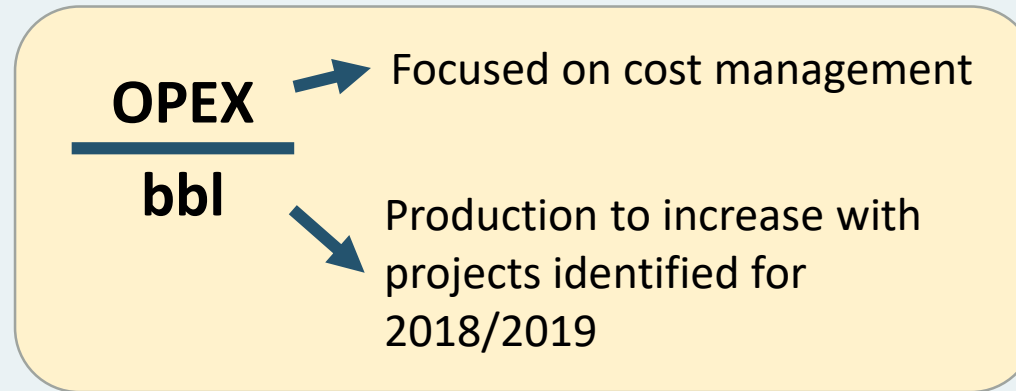 OPEX
bbl
Focused on cost management
Production to increase with
projects identified for
2018/2019